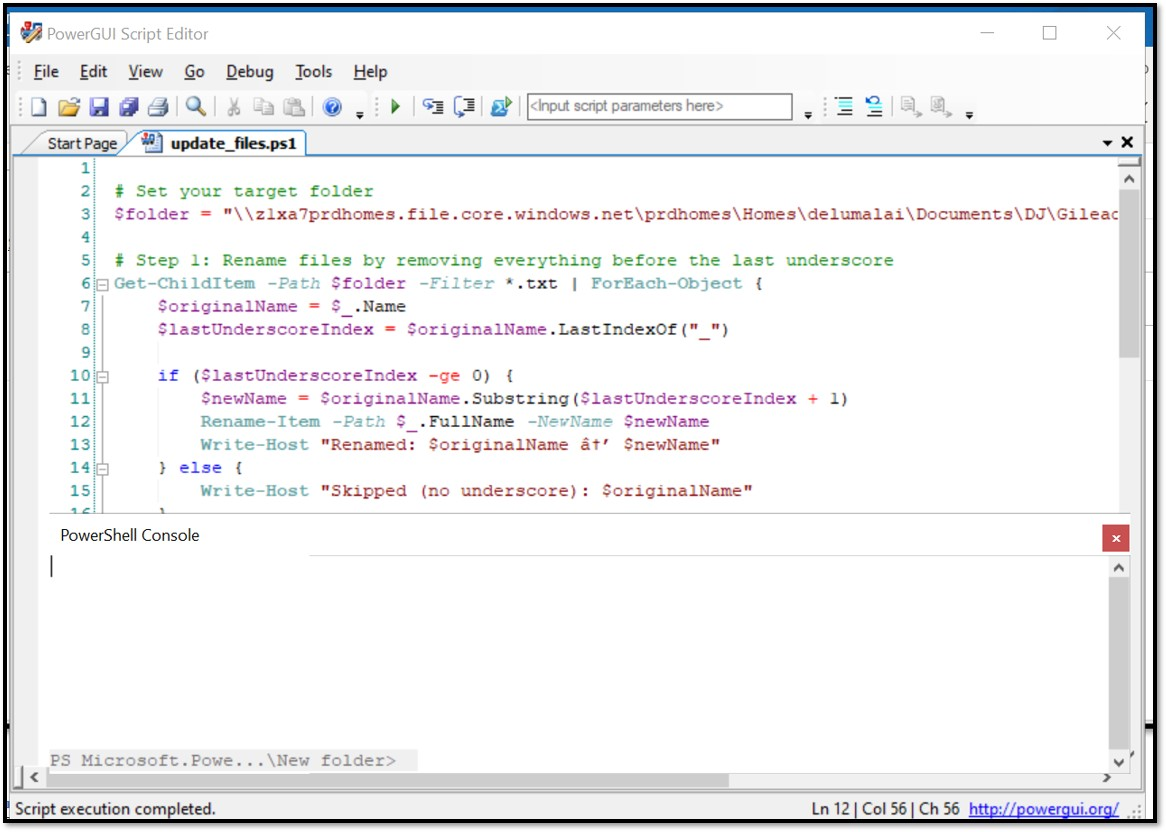 PowerGUI Script Editor
File Edit View Go Debug Tools Help
<Input script parameters here>
Start Page update_files.ps1
1
2 # Set your target folder
3 $folder = "\\zlxa7prdhomes.file.core.windows.net\prdhomes\Homes\delumalai\Documents\DJ\Gileac
4
5 # Step 1: Rename files by removing everything before the last underscore
6 Get-ChildItem -Path $folder -Filter *.txt | ForEach-Object {
7 $originalName = $_.Name
8 $lastUnderscoreIndex = $originalName.LastIndexOf("_")
9
10 if ($lastUnderscoreIndex -ge 0) {
11 $newName = $originalName.Substring($lastUnderscoreIndex + 1)
12 Rename-Item -Path $_.FullName -NewName $newName
13 Write-Host "Renamed: $originalName â†’ $newName"
14 } else {
15 Write-Host "Skipped (no underscore): $originalName"
16 }
PowerShell Console
PS Microsoft.Powe...\New folder>
Script execution completed. Ln 12 | Col 56 | Ch 56 http://powergui.org/